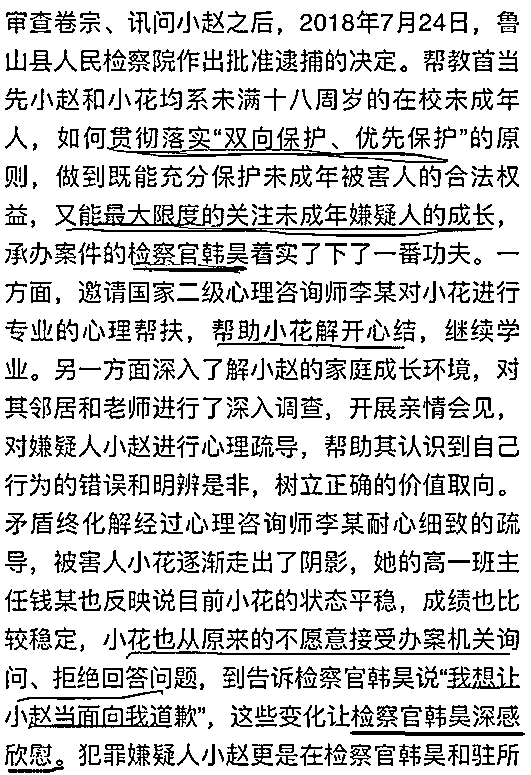 审查卷宗、讯问小赵之后，2018年7月24日，鲁
山县人民检察院作出批准逮捕的决定。帮教首当
先小赵和小花均系未满十八周岁的在校未成年
人，如何贯彻落实“双向保护、优先保护”的原
则，做到既能充分保护未成年被害人的合法权
益，又能最大限度的关注未成年嫌疑人的成长，
承办案件的检察官韩昊着实了下了一番功夫。一
方面，邀请国家二级心理咨询师李某对小花进行
专业的心理帮扶，帮助小花解开心结，继续学
业。另一方面深入了解小赵的家庭成长环境，对
其邻居和老师进行了深入调查，开展亲情会见，
对嫌疑人小赵进行心理疏导，帮助其认识到自己
行为的错误和明辨是非，树立正确的价值取向。
矛盾终化解经过心理咨询师李某耐心细致的疏
导，被害人小花逐渐走出了阴影，她的高一班主
任钱某也反映说目前小花的状态平稳，成绩也比
较稳定，小花也从原来的不愿意接受办案机关询
问、拒绝回答问题，到告诉检察官韩昊说“我想让
小赵当面向我道歉”，这些变化让检察官韩昊深感
欣慰。犯罪嫌疑人小赵更是在检察官韩昊和驻所